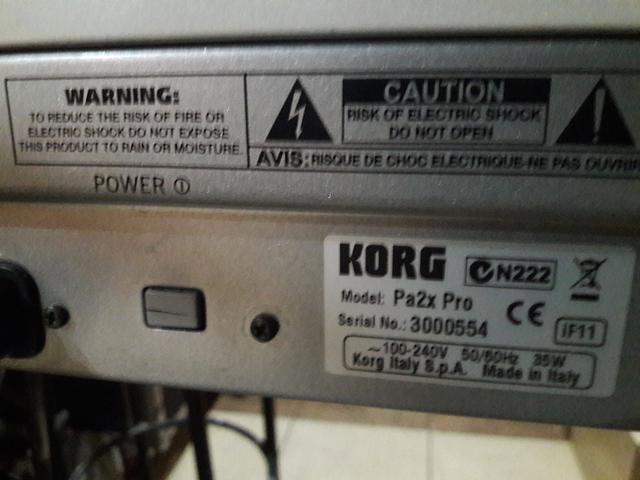 WARNING:
TO REDUCE THE RISK OF FIRE OR
ELECTRIC SHOCK DO NOT EXPOSE
THIS PRODUCT TO RAIN OR MOISTURE.
CAUTION
RISK OF ELECTRIC SHOCK
DO NOT OPEN
AVIS: RISQUE DE CHOC ELECTRIQUE-NE PAS OUVRIR
POWER
KORG
N222
Model: Pa2x Pro
Serial No.: 3000554
CE
IF11
~100-240V 50/60Hz 35W
Korg Italy S.p.A. Made in Italy